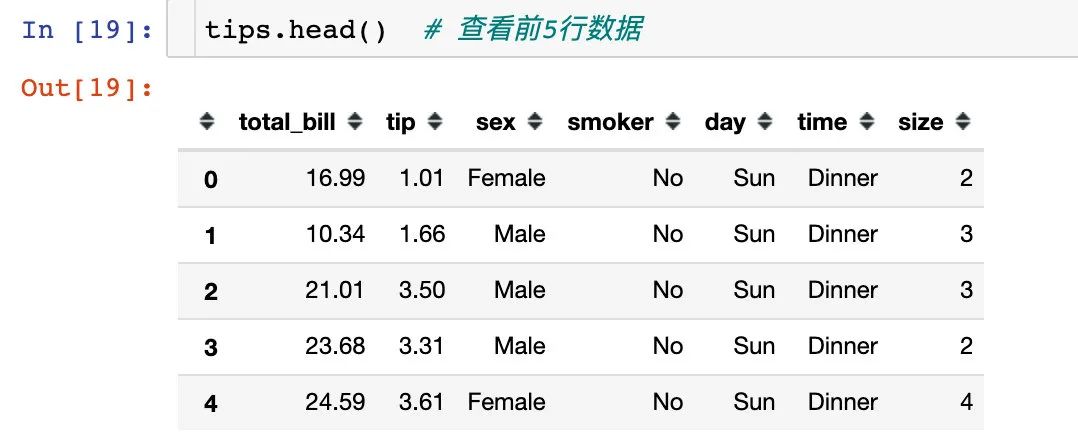 In [19]: tips.head()  # 查看前5行数据
Out[19]:
total_bill tip sex smoker day time size
0 16.99 1.01 Female No Sun Dinner 2
1 10.34 1.66 Male No Sun Dinner 3
2 21.01 3.50 Male No Sun Dinner 3
3 23.68 3.31 Male No Sun Dinner 2
4 24.59 3.61 Female No Sun Dinner 4